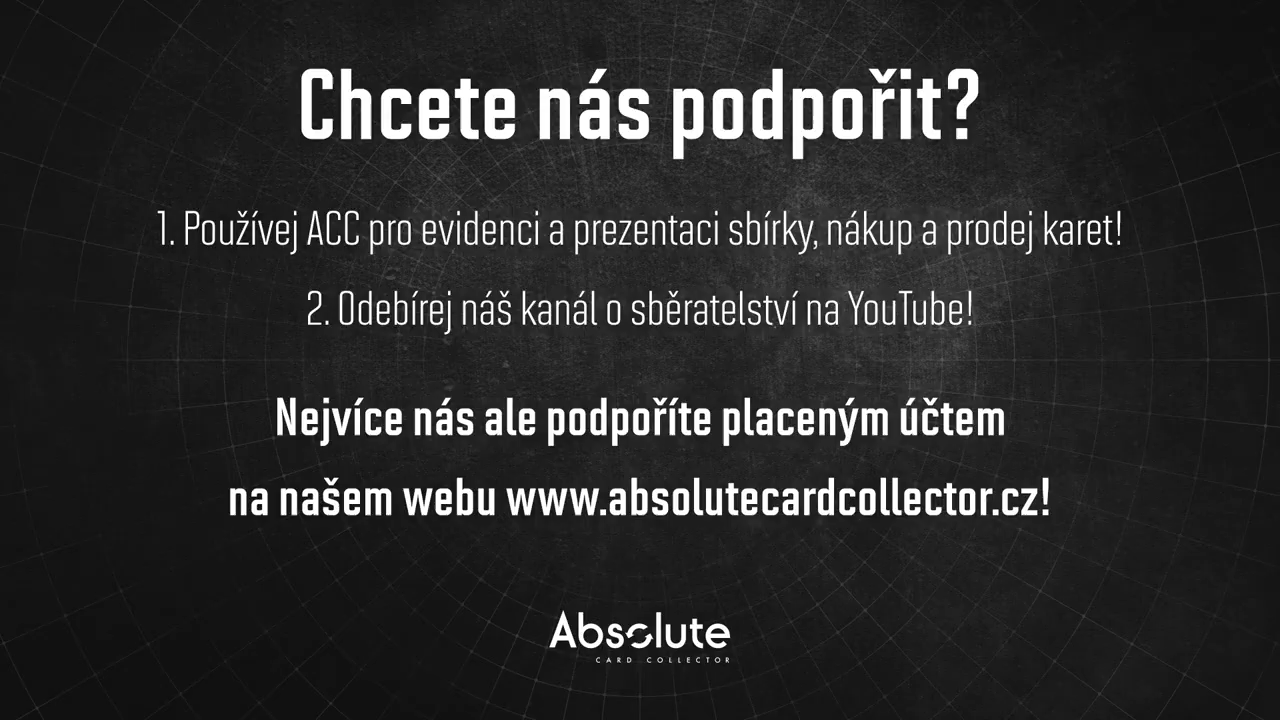 Chcete nás podpořit?
1. Používej ACC pro evidenci a prezentaci sbírky, nákup a prodej karet!
2. Odebírej náš kanál o sběratelství na YouTube!
Nejvíce nás ale podpoříte placeným účtem
na našem webu www.absolutecardcollector.cz!
Absolute
CARD COLLECTOR